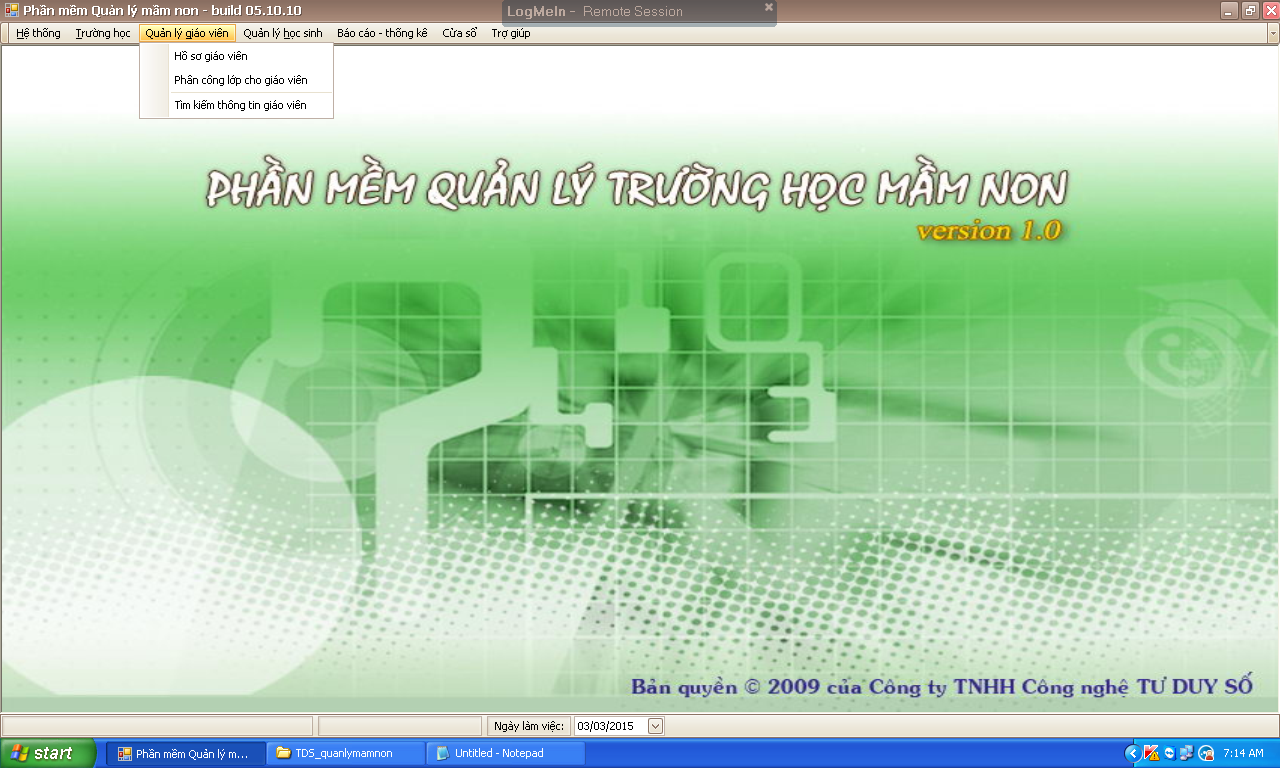 Phần mềm Quản lý mầm non - build 05.10.10
LogMeIn - Remote Session
Hệ thống Trường học Quản lý giáo viên Quản lý học sinh Báo cáo - thống kê Cửa sổ Trợ giúp
Hồ sơ giáo viên
Phân công lớp cho giáo viên
Tìm kiếm thông tin giáo viên
PHẦN MỀM QUẢN LÝ TRƯỜNG HỌC MẦM NON
version 1.0
Bản quyền © 2009 của Công ty TNHH Công nghệ TƯ DUY SỐ
Ngày làm việc: 03/03/2015
start Phần mềm Quản lý m... TDS_quanlymamnon Untitled - Notepad 7:14 AM